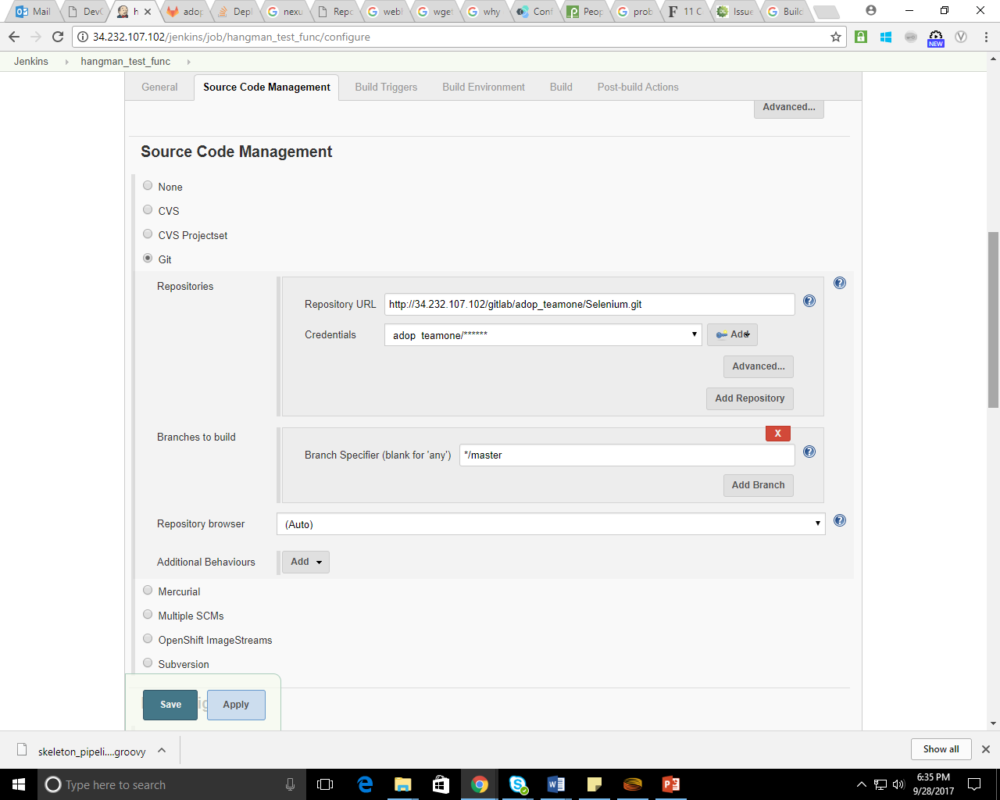 Mail
DevO
h
adop
Depl
nexu
Repo
webl
wget
why
Conf
Peop
prob
11 C
Issue
Build
34.232.107.102/jenkins/job/hangman_test_func/configure
NEW
Jenkins
hangman_test_func
General
Source Code Management
Build Triggers
Build Environment
Build
Post-build Actions
Advanced...
Source Code Management
None
CVS
CVS Projectset
Git
Repositories
Repository URL
http://34.232.107.102/gitlab/adop_teamone/Selenium.git
Credentials
adop_teamone/******
Add
Advanced...
Add Repository
Branches to build
X
Branch Specifier (blank for 'any')
*/master
Add Branch
Repository browser
(Auto)
Additional Behaviours
Add
Mercurial
Multiple SCMs
OpenShift ImageStreams
Subversion
Save
Apply
skeleton_pipeli....groovy
Show all
Type here to search
6:35 PM
9/28/2017